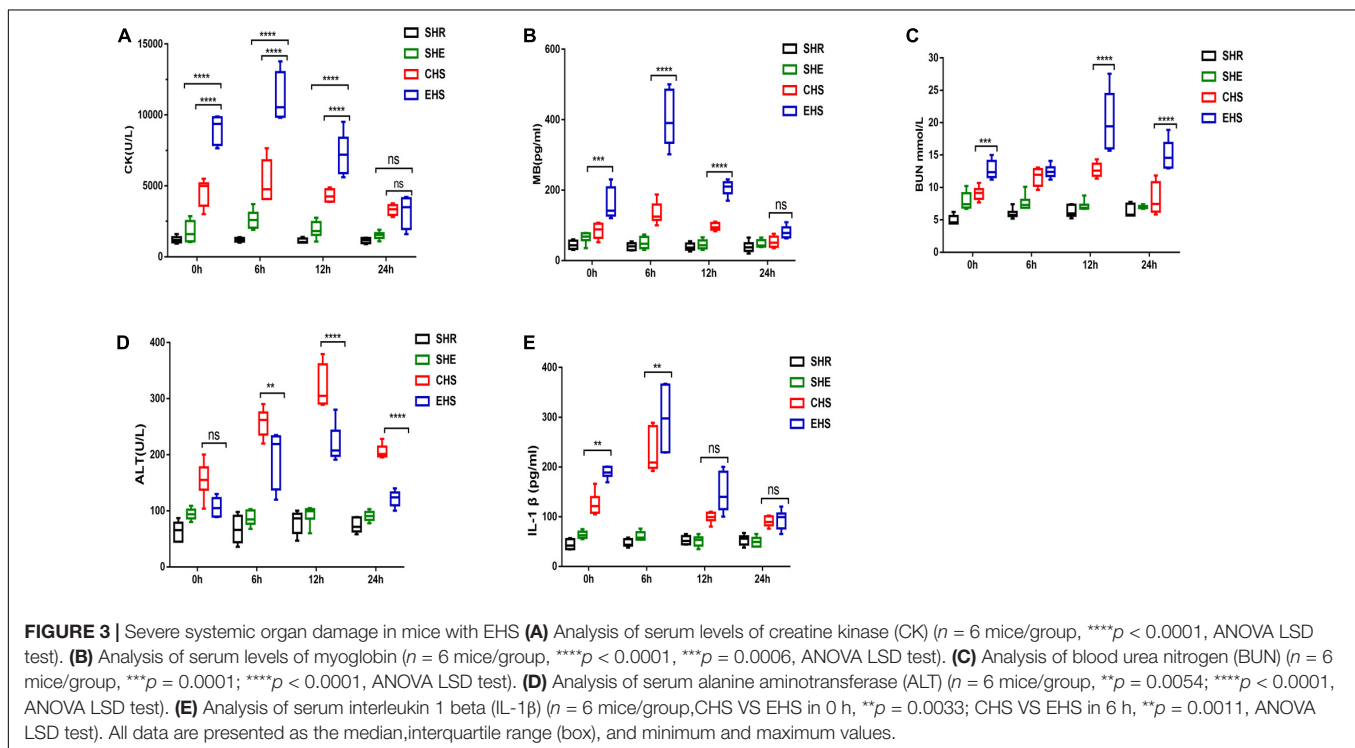 A
CK(U/L)
15000
10000
5000
0
0h 6h 12h 24h
**** **** **** **** **** **** ns ns
SHR
SHE
CHS
EHS
B
MB(pg/ml)
600
400
200
0
0h 6h 12h 24h
*** **** **** ns
SHR
SHE
CHS
EHS
C
BUN mmol/L
30
25
20
15
10
5
0
0h 6h 12h 24h
*** **** ****
SHR
SHE
CHS
EHS
D
ALT(U/L)
400
300
200
100
0
0h 6h 12h 24h
ns ** **** ****
SHR
SHE
CHS
EHS
E
IL-1 β (pg/ml)
400
300
200
100
0
0h 6h 12h 24h
** ** ns ns
SHR
SHE
CHS
EHS
FIGURE 3 | Severe systemic organ damage in mice with EHS (A) Analysis of serum levels of creatine kinase (CK) (n = 6 mice/group, ****p < 0.0001, ANOVA LSD
test). (B) Analysis of serum levels of myoglobin (n = 6 mice/group, ****p < 0.0001, ***p = 0.0006, ANOVA LSD test). (C) Analysis of blood urea nitrogen (BUN) (n = 6
mice/group, ***p = 0.0001; ****p < 0.0001, ANOVA LSD test). (D) Analysis of serum alanine aminotransferase (ALT) (n = 6 mice/group, **p = 0.0054; ****p < 0.0001,
ANOVA LSD test). (E) Analysis of serum interleukin 1 beta (IL-1β) (n = 6 mice/group,CHS VS EHS in 0 h, **p = 0.0033; CHS VS EHS in 6 h, **p = 0.0011, ANOVA
LSD test). All data are presented as the median,interquartile range (box), and minimum and maximum values.